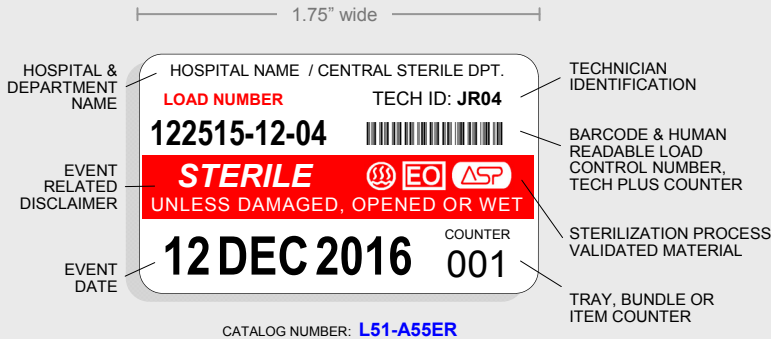 1.75” wide
HOSPITAL &
DEPARTMENT
NAME
HOSPITAL NAME / CENTRAL STERILE DPT.
LOAD NUMBER
TECH ID: JR04
122515-12-04
TECHNICIAN
IDENTIFICATION
BARCODE & HUMAN
READABLE LOAD
CONTROL NUMBER,
TECH PLUS COUNTER
EVENT
RELATED
DISCLAIMER
STERILE EO ASP
UNLESS DAMAGED, OPENED OR WET
STERILIZATION PROCESS
VALIDATED MATERIAL
EVENT
DATE
12 DEC 2016
COUNTER
001
TRAY, BUNDLE OR
ITEM COUNTER
CATALOG NUMBER: L51-A55ER